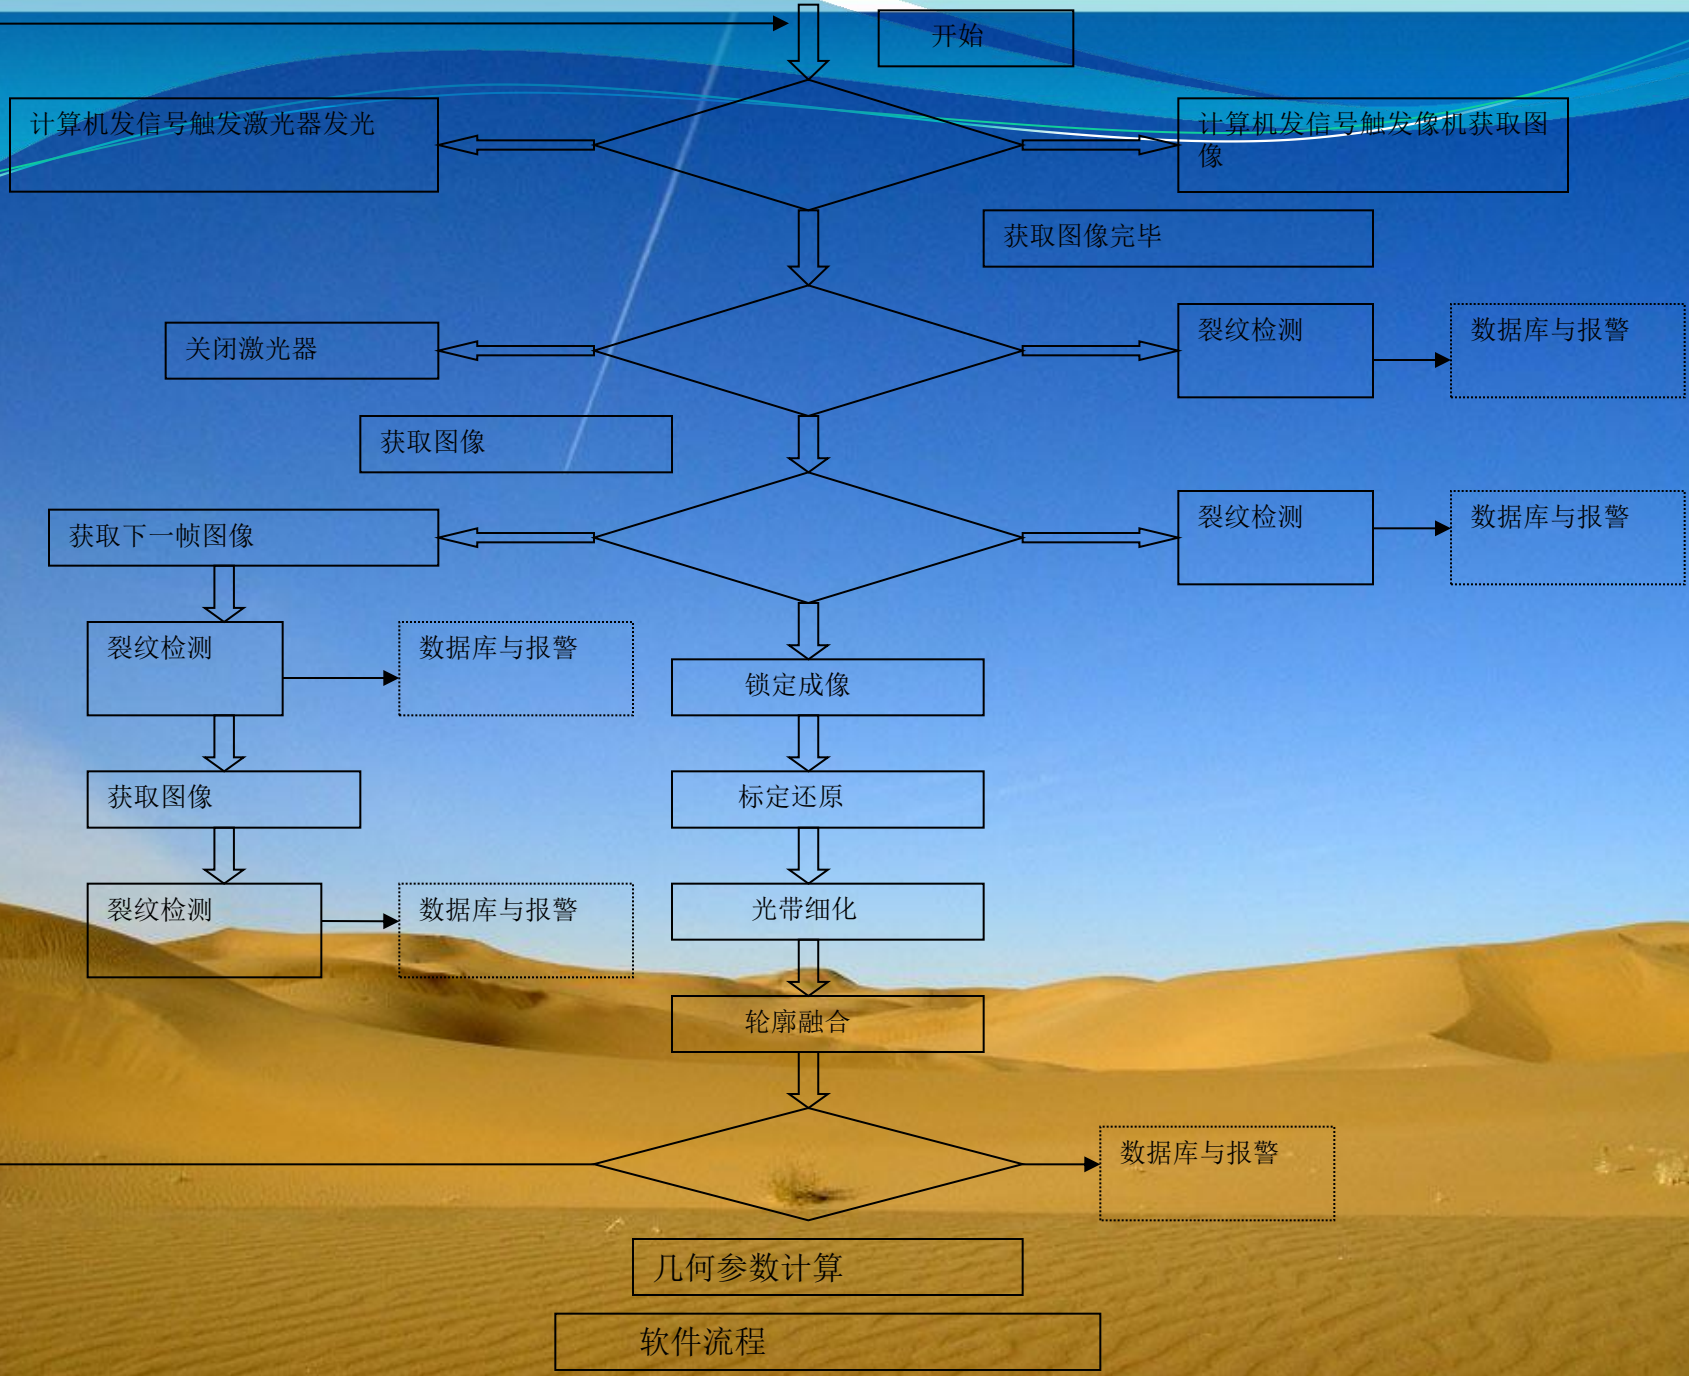 开始
计算机发信号触发激光器发光
计算机发信号触发像机获取图
像
获取图像完毕
关闭激光器
裂纹检测
数据库与报警
获取图像
获取下一帧图像
裂纹检测
数据库与报警
裂纹检测
数据库与报警
锁定成像
获取图像
标定还原
裂纹检测
数据库与报警
光带细化
轮廓融合
数据库与报警
几何参数计算
软件流程